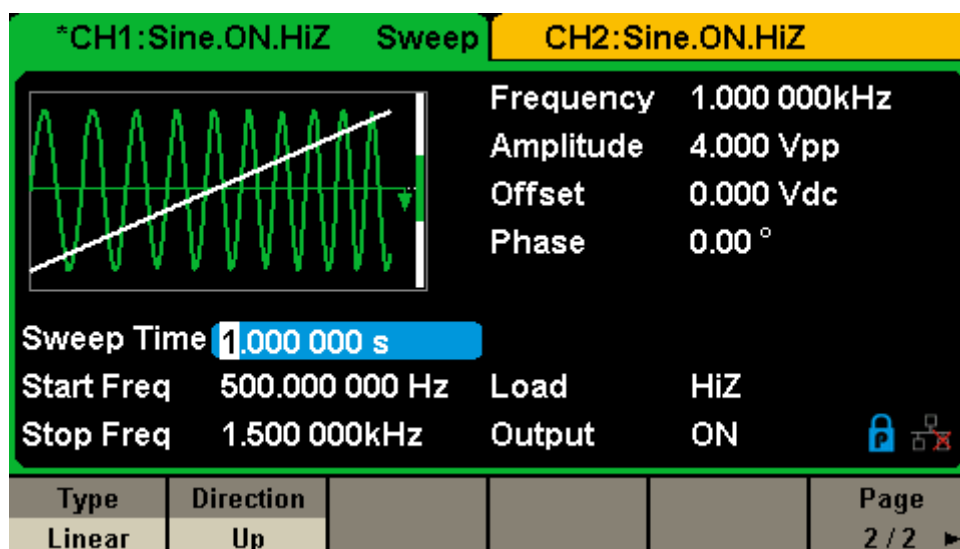 *CH1:Sine.ON.HiZ Sweep CH2:Sine.ON.HiZ
Frequency 1.000 000kHz
Amplitude 4.000 Vpp
Offset 0.000 Vdc
Phase 0.00 °
Sweep Time 1.000 000 s
Start Freq 500.000 000 Hz Load HiZ
Stop Freq 1.500 000kHz Output ON
Type Direction Page
Linear Up 2 / 2